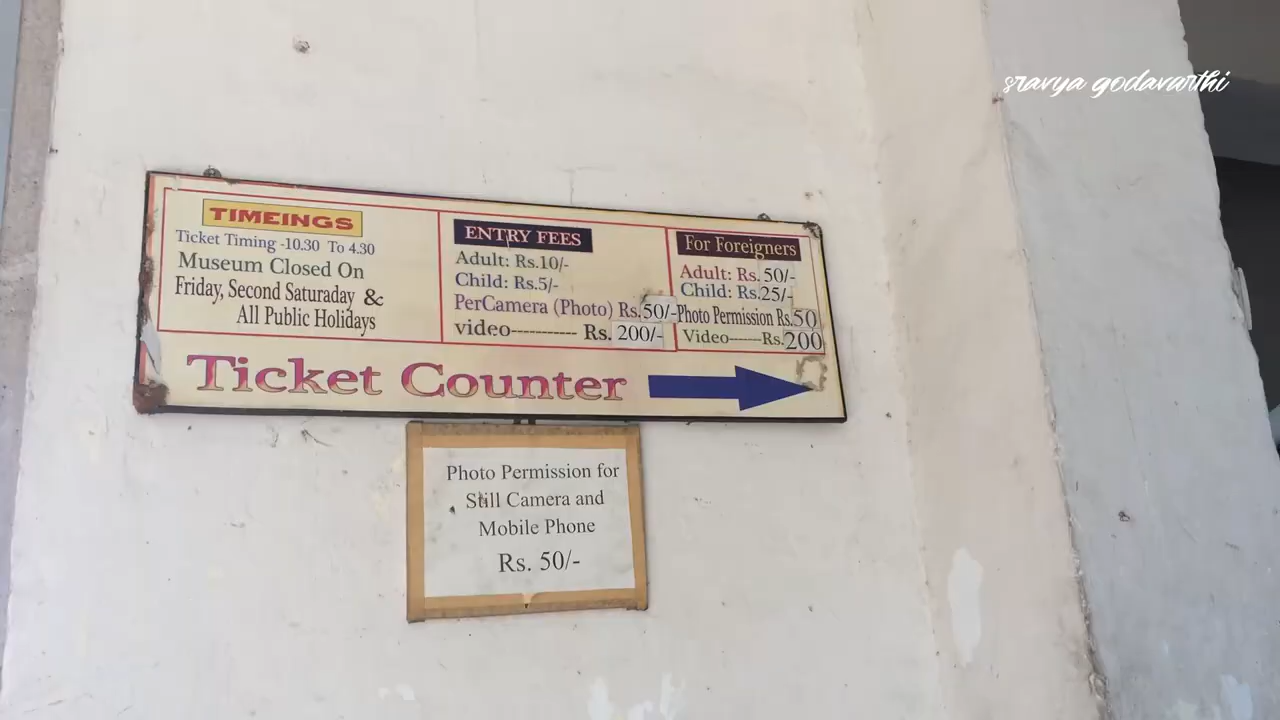 sravya godavarthi
TIMEINGS
Ticket Timing -10.30 To 4.30
Museum Closed On
Friday, Second Saturaday &
All Public Holidays
ENTRY FEES
Adult: Rs.10/-
Child: Rs.5/-
PerCamera (Photo) Rs.50/-
video----------- Rs. 200/-
For Foreigners
Adult: Rs. 50/-
Child: Rs.25/-
Photo Permission Rs.50
Video------Rs.200
Ticket Counter
Photo Permission for
Still Camera and
Mobile Phone
Rs. 50/-